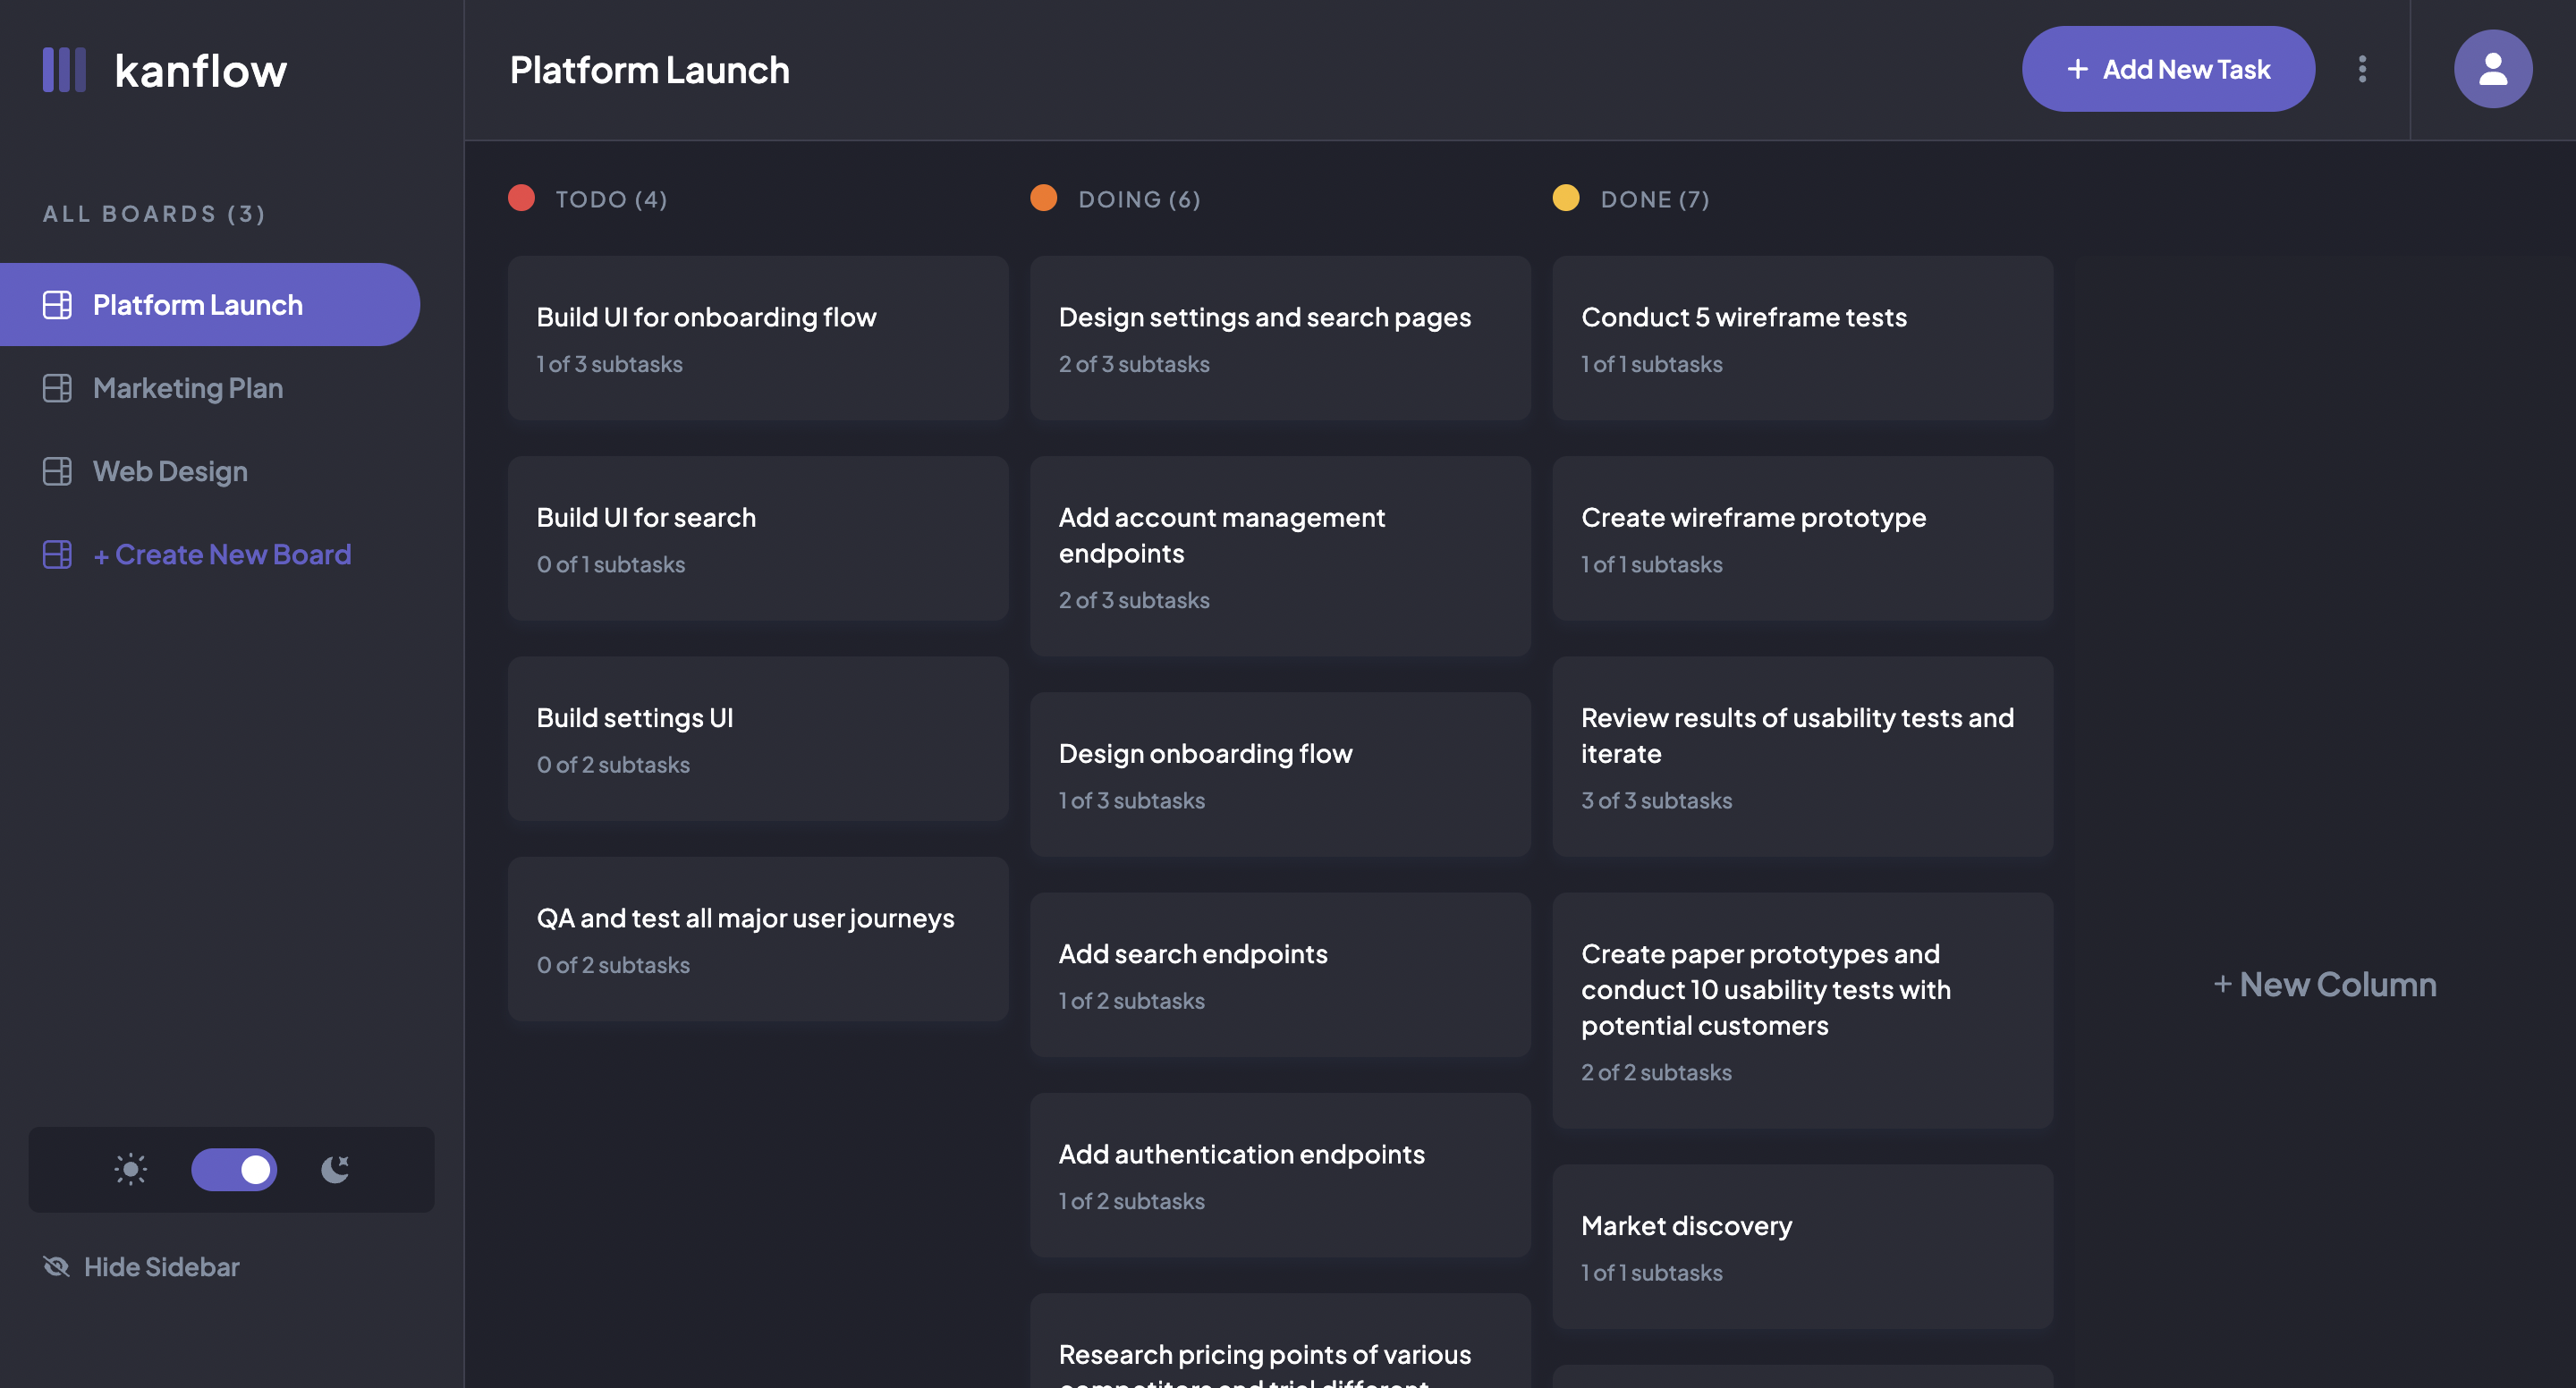 kanflow
ALL BOARDS (3)
Platform Launch
Marketing Plan
Web Design
+ Create New Board
Hide Sidebar
Platform Launch
+ Add New Task
TODO (4)
Build UI for onboarding flow
1 of 3 subtasks
Build UI for search
0 of 1 subtasks
Build settings UI
0 of 2 subtasks
QA and test all major user journeys
0 of 2 subtasks
DOING (6)
Design settings and search pages
2 of 3 subtasks
Add account management
endpoints
2 of 3 subtasks
Design onboarding flow
1 of 3 subtasks
Add search endpoints
1 of 2 subtasks
Add authentication endpoints
1 of 2 subtasks
Research pricing points of various
competitors and trial different
DONE (7)
Conduct 5 wireframe tests
1 of 1 subtasks
Create wireframe prototype
1 of 1 subtasks
Review results of usability tests and
iterate
3 of 3 subtasks
Create paper prototypes and
conduct 10 usability tests with
potential customers
2 of 2 subtasks
Market discovery
1 of 1 subtasks
+ New Column